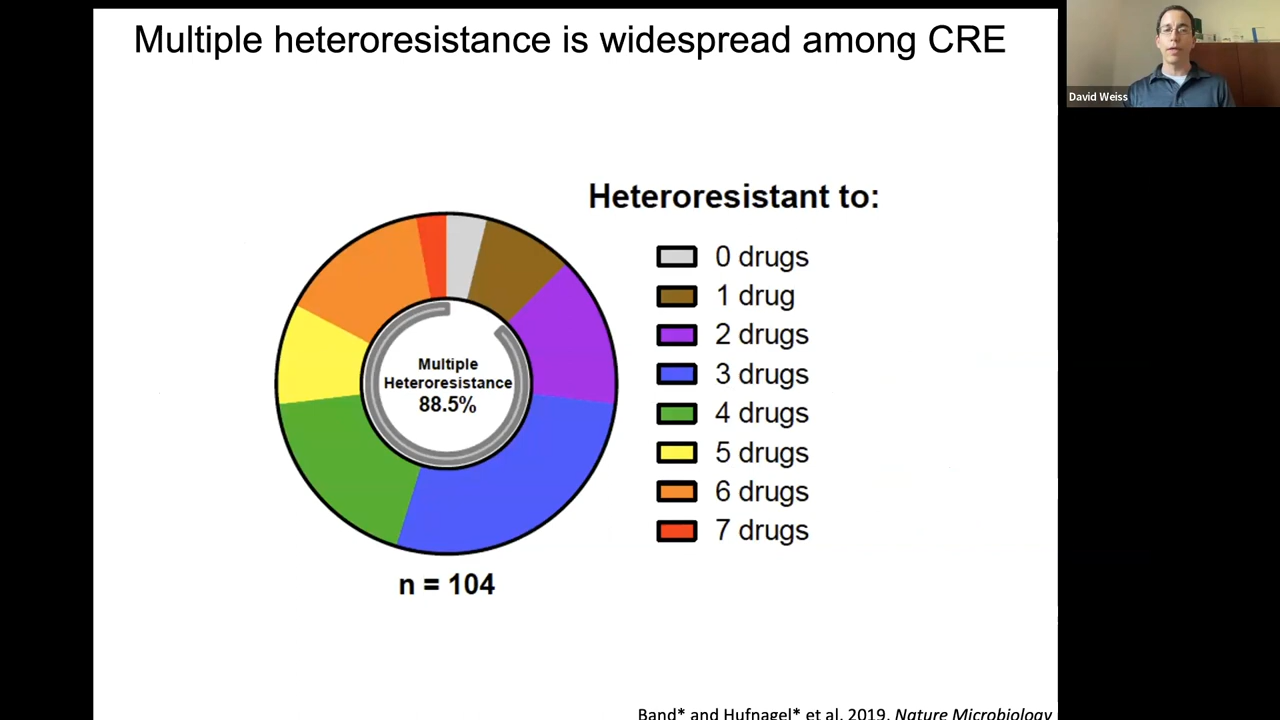 Multiple heteroresistance is widespread among CRE
David Weiss
Heteroresistant to:
0 drugs
1 drug
2 drugs
3 drugs
4 drugs
5 drugs
6 drugs
7 drugs
Multiple
Heteroresistance
88.5%
n = 104
Band* and Hufnagel* et al. 2019. Nature Microbiology